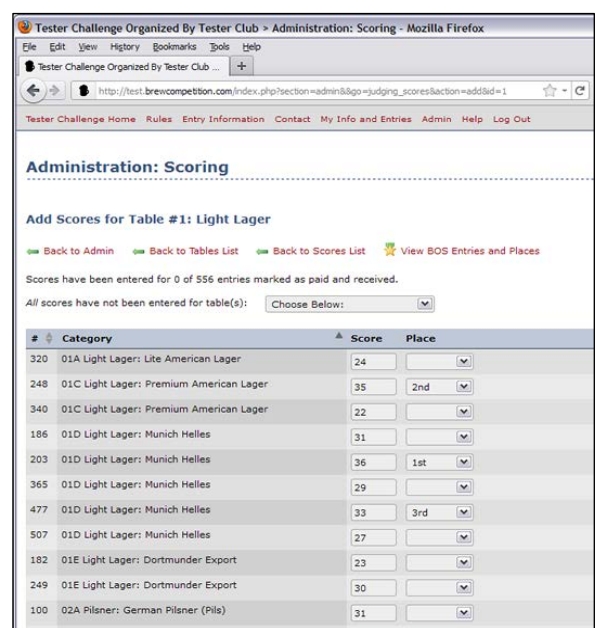 Tester Challenge Organized By Tester Club > Administration: Scoring - Mozilla Firefox
File Edit View History Bookmarks Tools Help
Tester Challenge Organized By Tester Club ... +
http://test.brewcompetition.com/index.php?section=admin&&go=judging_scores&action=add&id=1
Tester Challenge Home Rules Entry Information Contact My Info and Entries Admin Help Log Out
Administration: Scoring
Add Scores for Table #1: Light Lager
Back to Admin Back to Tables List Back to Scores List View BOS Entries and Places
Scores have been entered for 0 of 556 entries marked as paid and received.
All scores have not been entered for table(s): Choose Below:
# Category Score Place
320 01A Light Lager: Lite American Lager 24
248 01C Light Lager: Premium American Lager 35 2nd
340 01C Light Lager: Premium American Lager 22
186 01D Light Lager: Munich Helles 31
203 01D Light Lager: Munich Helles 36 1st
365 01D Light Lager: Munich Helles 29
477 01D Light Lager: Munich Helles 33 3rd
507 01D Light Lager: Munich Helles 27
182 01E Light Lager: Dortmunder Export 23
249 01E Light Lager: Dortmunder Export 30
100 02A Pilsner: German Pilsner (Pils) 31